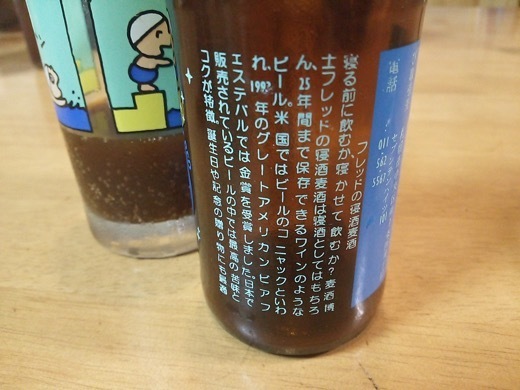 フレッドの寝酒麦酒
寝る前に飲むか寝かせて飲むか?麦酒博
士フレッドの寝酒麦酒は寝酒としてはもちろ
ん、25年間まで保存できるワインのような
ビール。米国ではビールのコニャックといわ
れ、1992年のグレートアメリカンビアフ
ェステバルでは金賞を受賞しました。日本で
販売されているビールの中では最高の苦味と
コクが特徴。誕生日や記念の贈り物にも最適
電話
011
562
5567